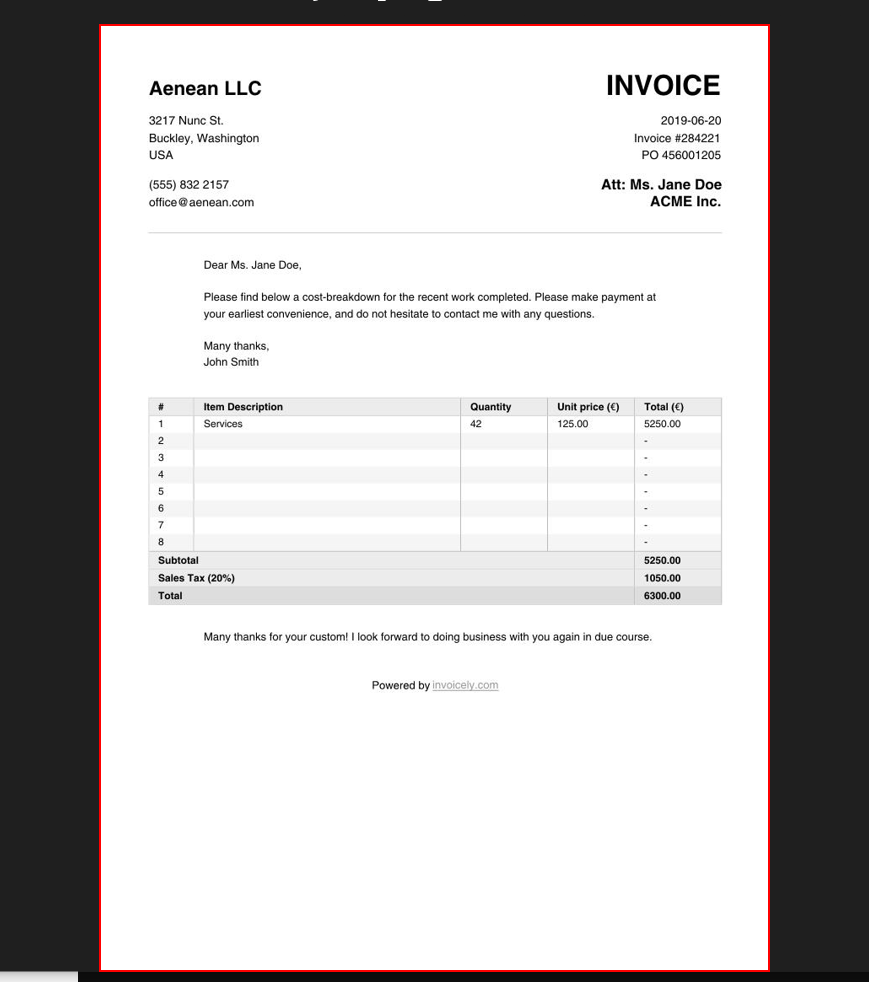 Aenean LLC
INVOICE
3217 Nunc St.
Buckley, Washington
USA
2019-06-20
Invoice #284221
PO 456001205
(555) 832 2157
office@aenean.com
Att: Ms. Jane Doe
ACME Inc.
Dear Ms. Jane Doe,
Please find below a cost-breakdown for the recent work completed. Please make payment at
your earliest convenience, and do not hesitate to contact me with any questions.
Many thanks,
John Smith
# Item Description Quantity Unit price (€) Total (€)
1 Services 42 125.00 5250.00
2 -
3 -
4 -
5 -
6 -
7 -
8 -
Subtotal 5250.00
Sales Tax (20%) 1050.00
Total 6300.00
Many thanks for your custom! I look forward to doing business with you again in due course.
Powered by invoicely.com